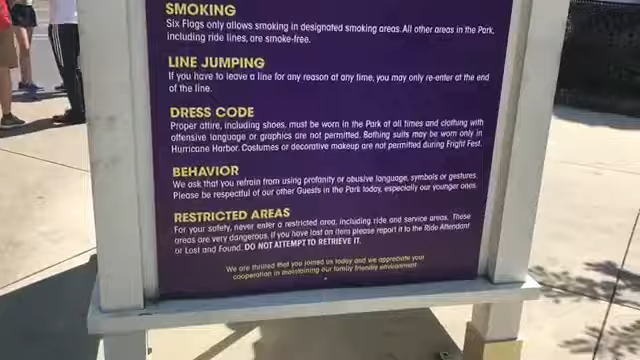 SMOKING
Six Flags only allows smoking in designated smoking areas. All other areas in the Park,
including ride lines, are smoke-free.
LINE JUMPING
If you have to leave a line for any reason at any time, you may only re-enter at the end
of the line.
DRESS CODE
Proper attire, including shoes, must be worn in the Park at all times and clothing with
offensive language or graphics are not permitted. Bathing suits may be worn only in
Hurricane Harbor. Costumes or decorative makeup are not permitted during Fright Fest.
BEHAVIOR
We ask that you refrain from using profanity or abusive language, symbols or gestures.
Please be respectful of our other Guests in the Park today, especially our younger ones.
RESTRICTED AREAS
For your safety, never enter a restricted area, including ride and service areas. These
areas are very dangerous. If you have lost an item please report it to the Ride Attendant
or Lost and Found. DO NOT ATTEMPT TO RETRIEVE IT.
We are thrilled that you joined us today and we appreciate your
cooperation in maintaining our family friendly environment.